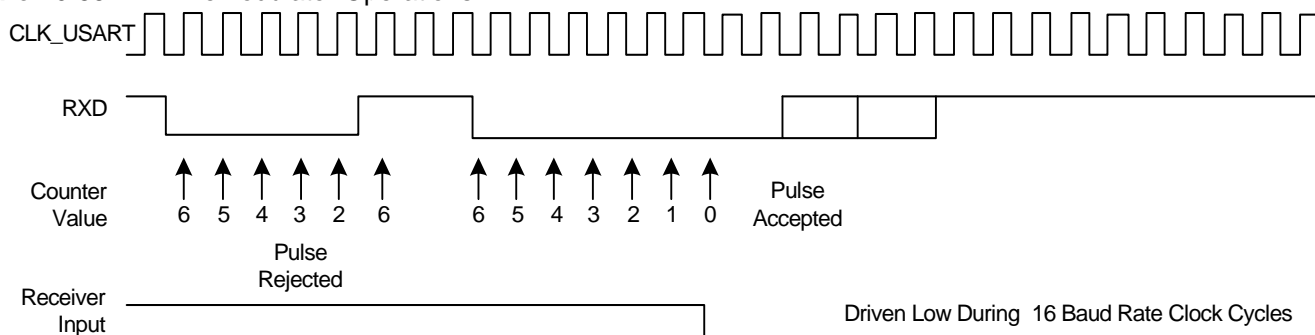 CLK_USART
RXD
Counter
Value
6 5 4 3 2 6 6 5 4 3 2 1 0
Pulse
Accepted
Pulse
Rejected
Receiver
Input
Driven Low During 16 Baud Rate Clock Cycles